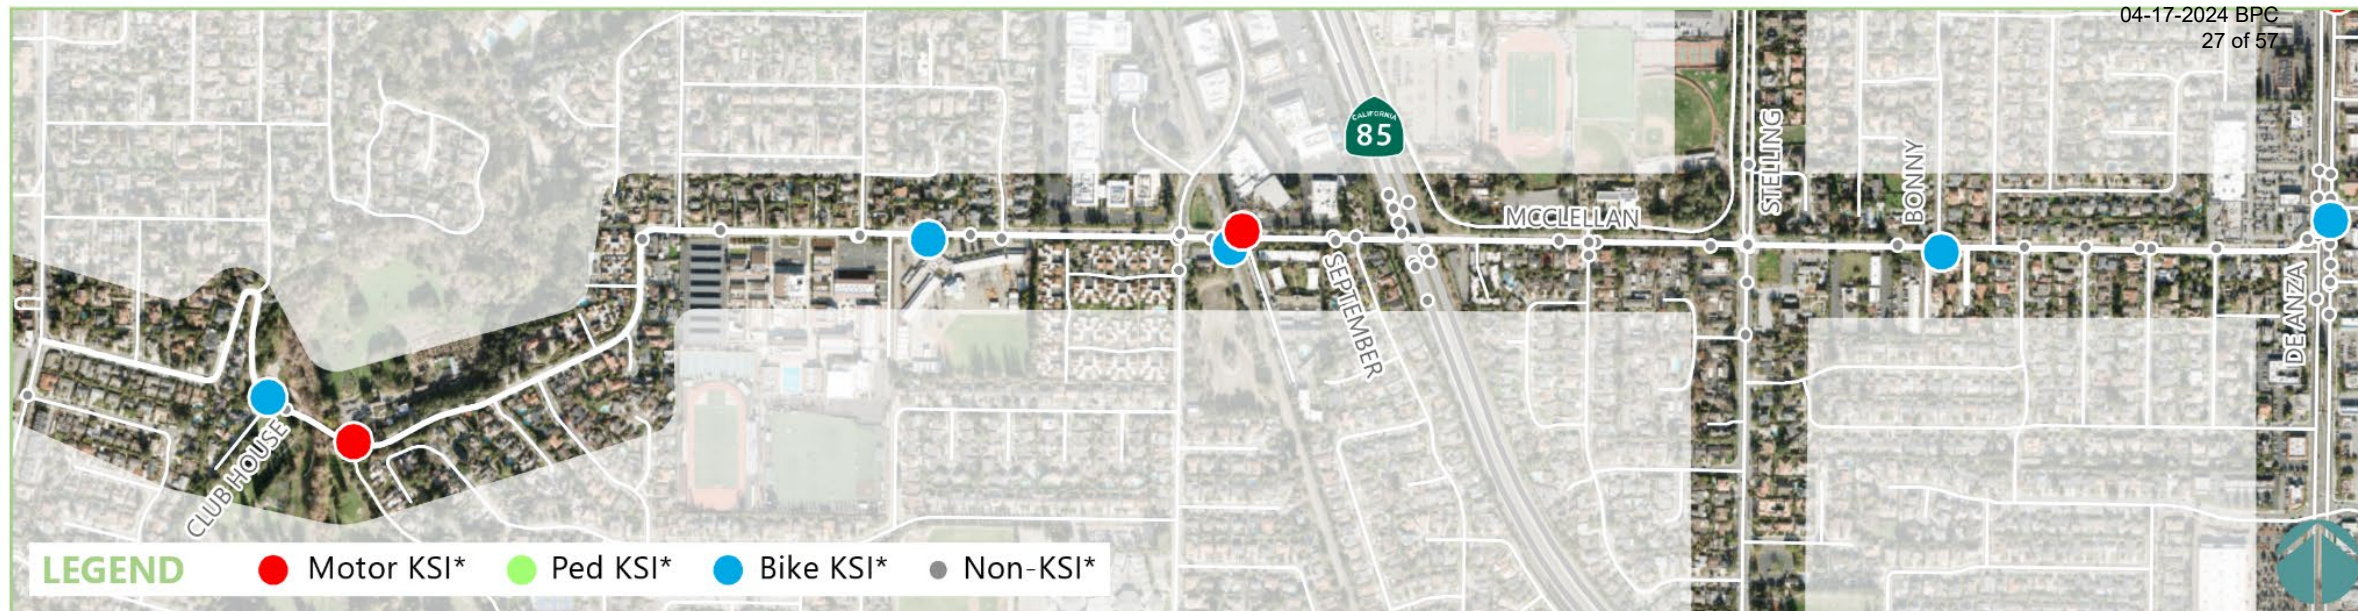 04-17-2024 BPC
27 of 57
CALIFORNIA
85
STELLING
BONNY
MCCLELLAN
SEPTEMBER
DE ANZA
CLUB HOUSE
LEGEND Motor KSI* Ped KSI* Bike KSI* Non-KSI*